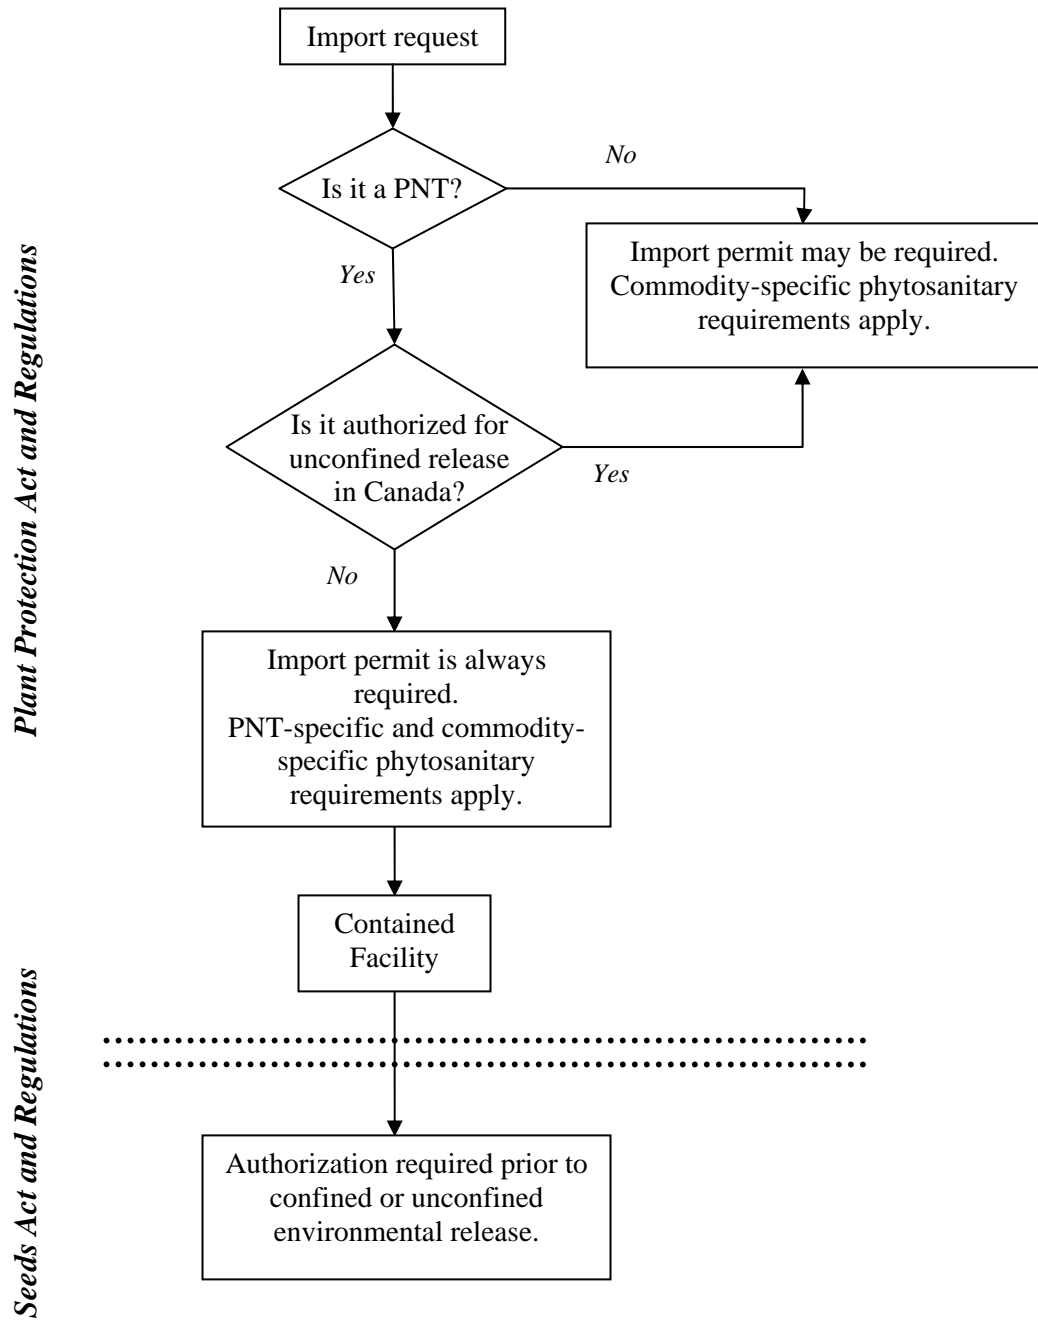 Import request
Is it a PNT?
No
Import permit may be required.
Commodity-specific phytosanitary
requirements apply.
Yes
Is it authorized for
unconfined release
in Canada?
Yes
No
Import permit is always
required.
PNT-specific and commodity-
specific phytosanitary
requirements apply.
Contained
Facility
Authorization required prior to
confined or unconfined
environmental release.
Plant Protection Act and Regulations
Seeds Act and Regulations